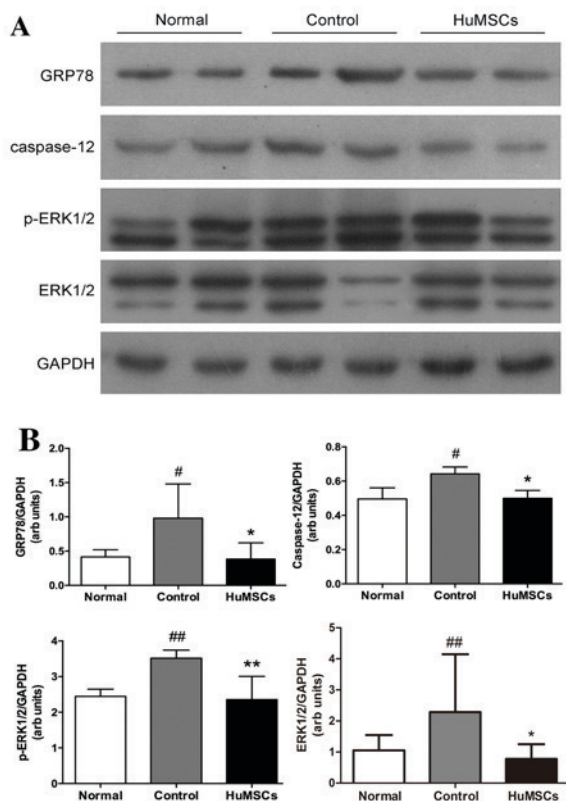 A
Normal Control HuMSCs
GRP78
caspase-12
p-ERK1/2
ERK1/2
GAPDH
B
GRP78/GAPDH
(arb units)
2.0
1.5
1.0
0.5
0.0
#
*
Normal Control HuMSCs
Caspase-12/GAPDH
(arb units)
0.8
0.6
0.4
0.2
0.0
#
*
Normal Control HuMSCs
p-ERK1/2/GAPDH
(arb units)
4
3
2
1
0
##
**
Normal Control HuMSCs
ERK1/2/GAPDH
(arb units)
5
4
3
2
1
0
##
*
Normal Control HuMSCs